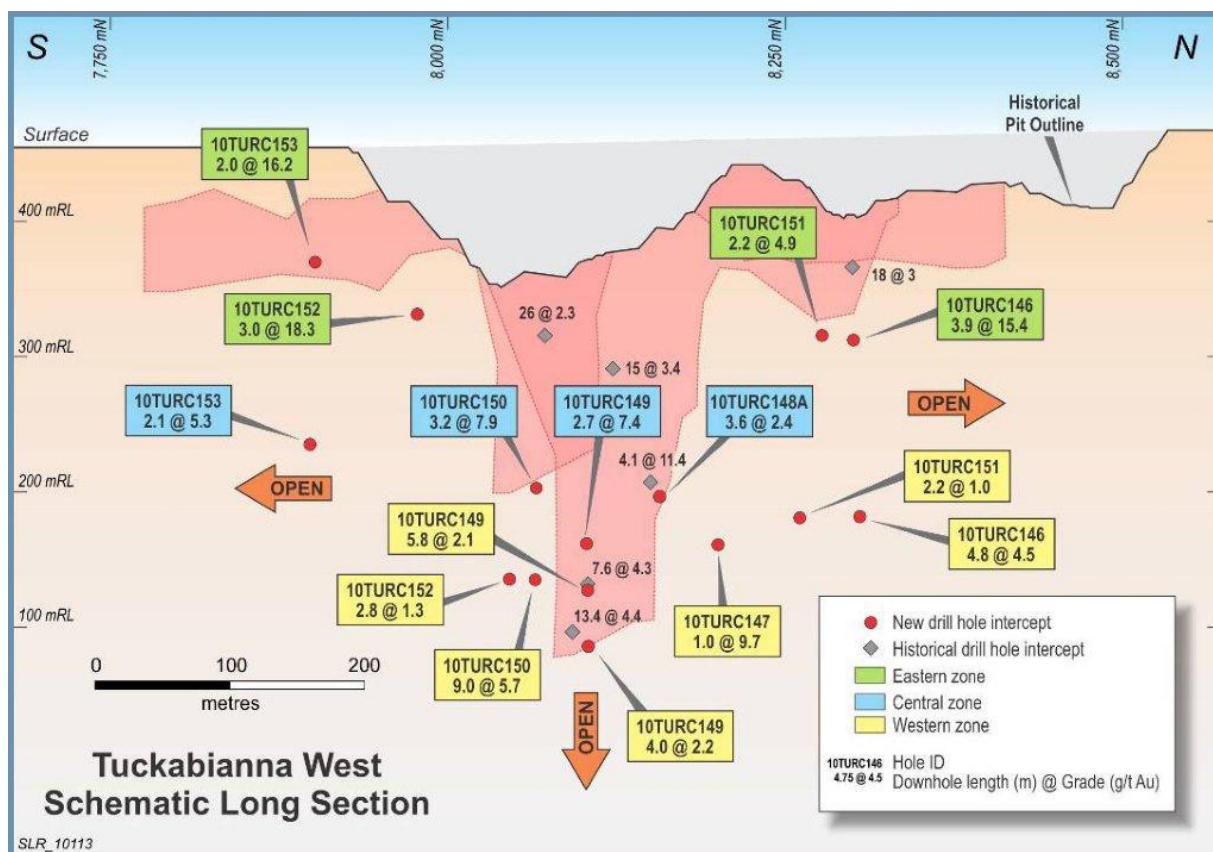 S
7,750 mN
8,000 mN
8,250 mN
8,500 mN
N
Surface
Historical
Pit Outline
10TURC153
2.0 @ 16.2
400 mRL
10TURC151
2.2 @ 4.9
18 @ 3
10TURC152
3.0 @ 18.3
26 @ 2.3
10TURC146
3.9 @ 15.4
300 mRL
15 @ 3.4
10TURC153
2.1 @ 5.3
10TURC150
3.2 @ 7.9
10TURC149
2.7 @ 7.4
10TURC148A
3.6 @ 2.4
OPEN
4.1 @ 11.4
OPEN
200 mRL
10TURC151
2.2 @ 1.0
10TURC149
5.8 @ 2.1
10TURC146
4.8 @ 4.5
7.6 @ 4.3
10TURC152
2.8 @ 1.3
13.4 @ 4.4
10TURC147
1.0 @ 9.7
100 mRL
10TURC150
9.0 @ 5.7
OPEN
10TURC149
4.0 @ 2.2
0 100 200
metres
New drill hole intercept
Historical drill hole intercept
Eastern zone
Central zone
Western zone
10TURC146 Hole ID
4.75 @ 4.5 Downhole length (m) @ Grade (g/t Au)
Tuckabianna West
Schematic Long Section
SLR_10113